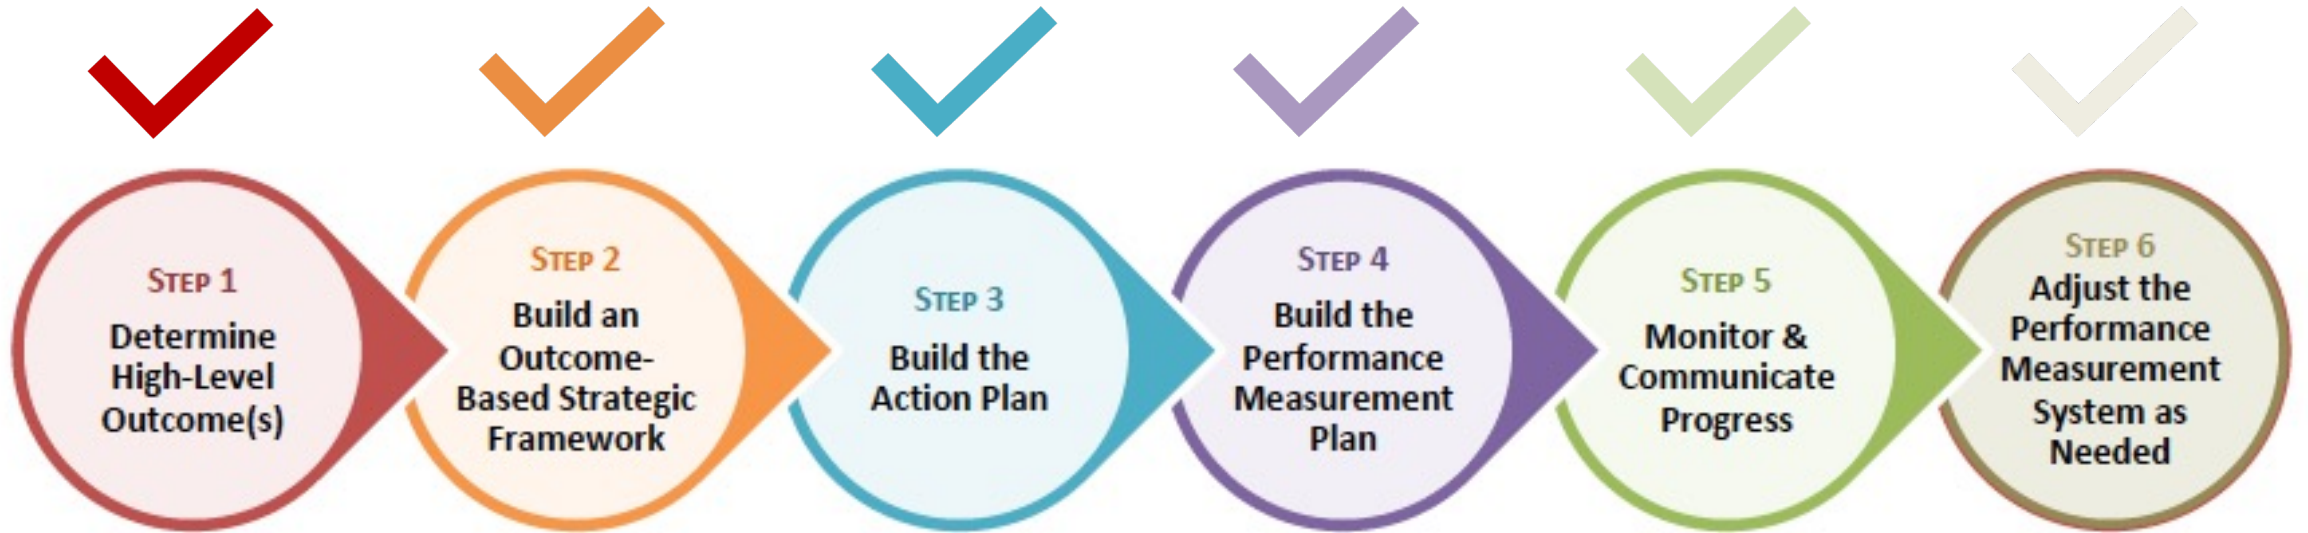 STEP 1
Determine
High-Level
Outcome(s)
STEP 2
Build an
Outcome-
Based Strategic
Framework
STEP 3
Build the
Action Plan
STEP 4
Build the
Performance
Measurement
Plan
STEP 5
Monitor &
Communicate
Progress
STEP 6
Adjust the
Performance
Measurement
System as
Needed